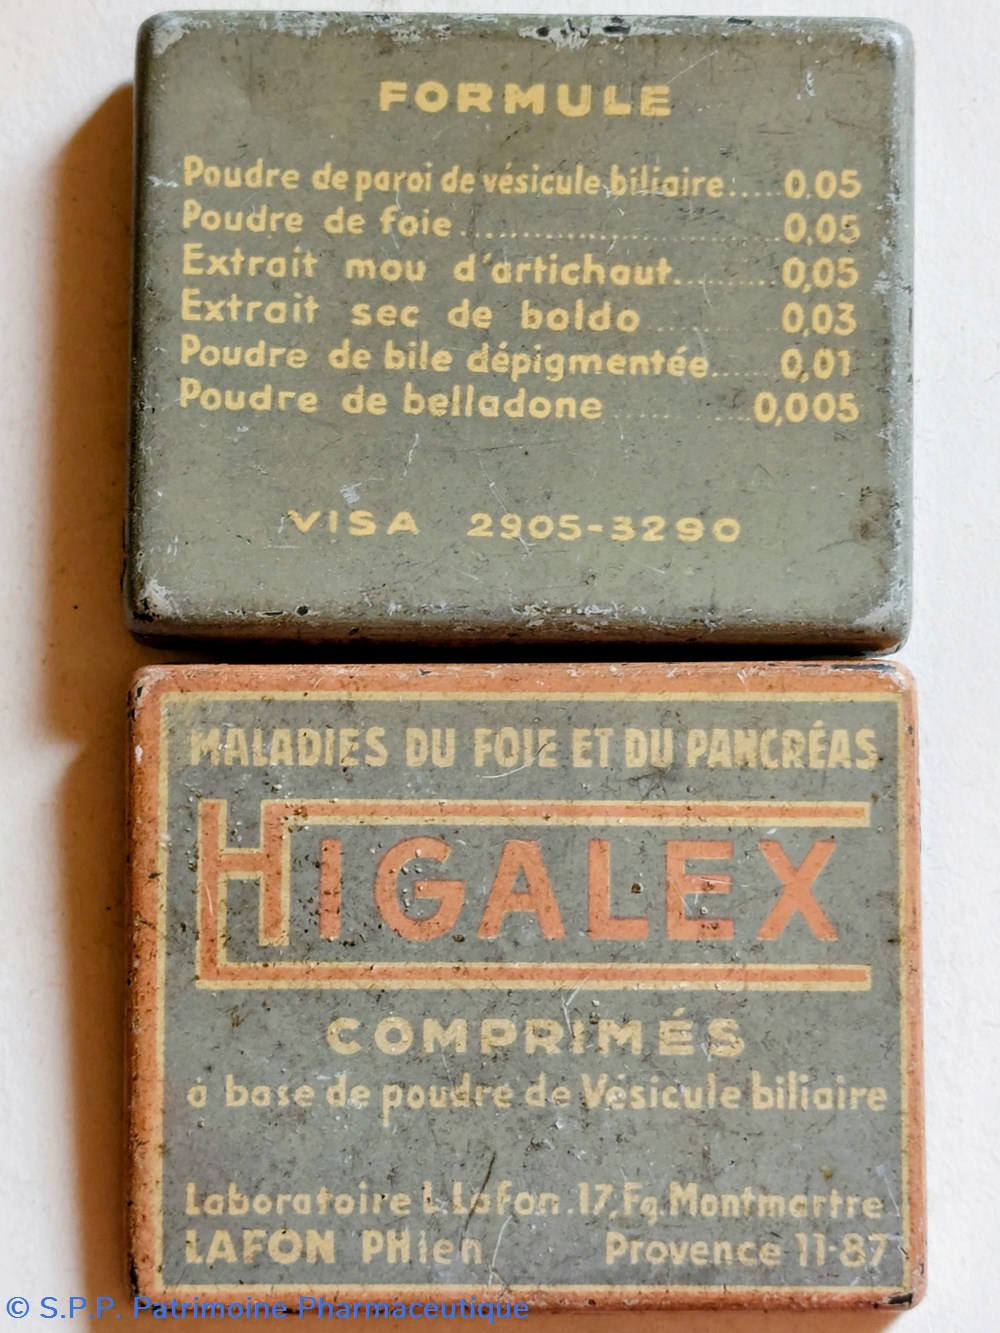 FORMULE
Poudre de paroi de vésicule biliaire.....0,05
Poudre de foie..............................0,05
Extrait mou d'artichaut...........0,05
Extrait sec de boldo...........0,03
Poudre de bile dépigmentée.......0,01
Poudre de belladone...........0,005
VISA 2905-3290
MALADIES DU FOIE ET DU PANCRÉAS
HIGALEX
COMPRIMÉS
à base de poudre de Vésicule biliaire
Laboratoire L. Lafon.17,Fg.Montmartre
LAFON PHien Provence 11-87
© S.P.P. Patrimoine Pharmaceutique